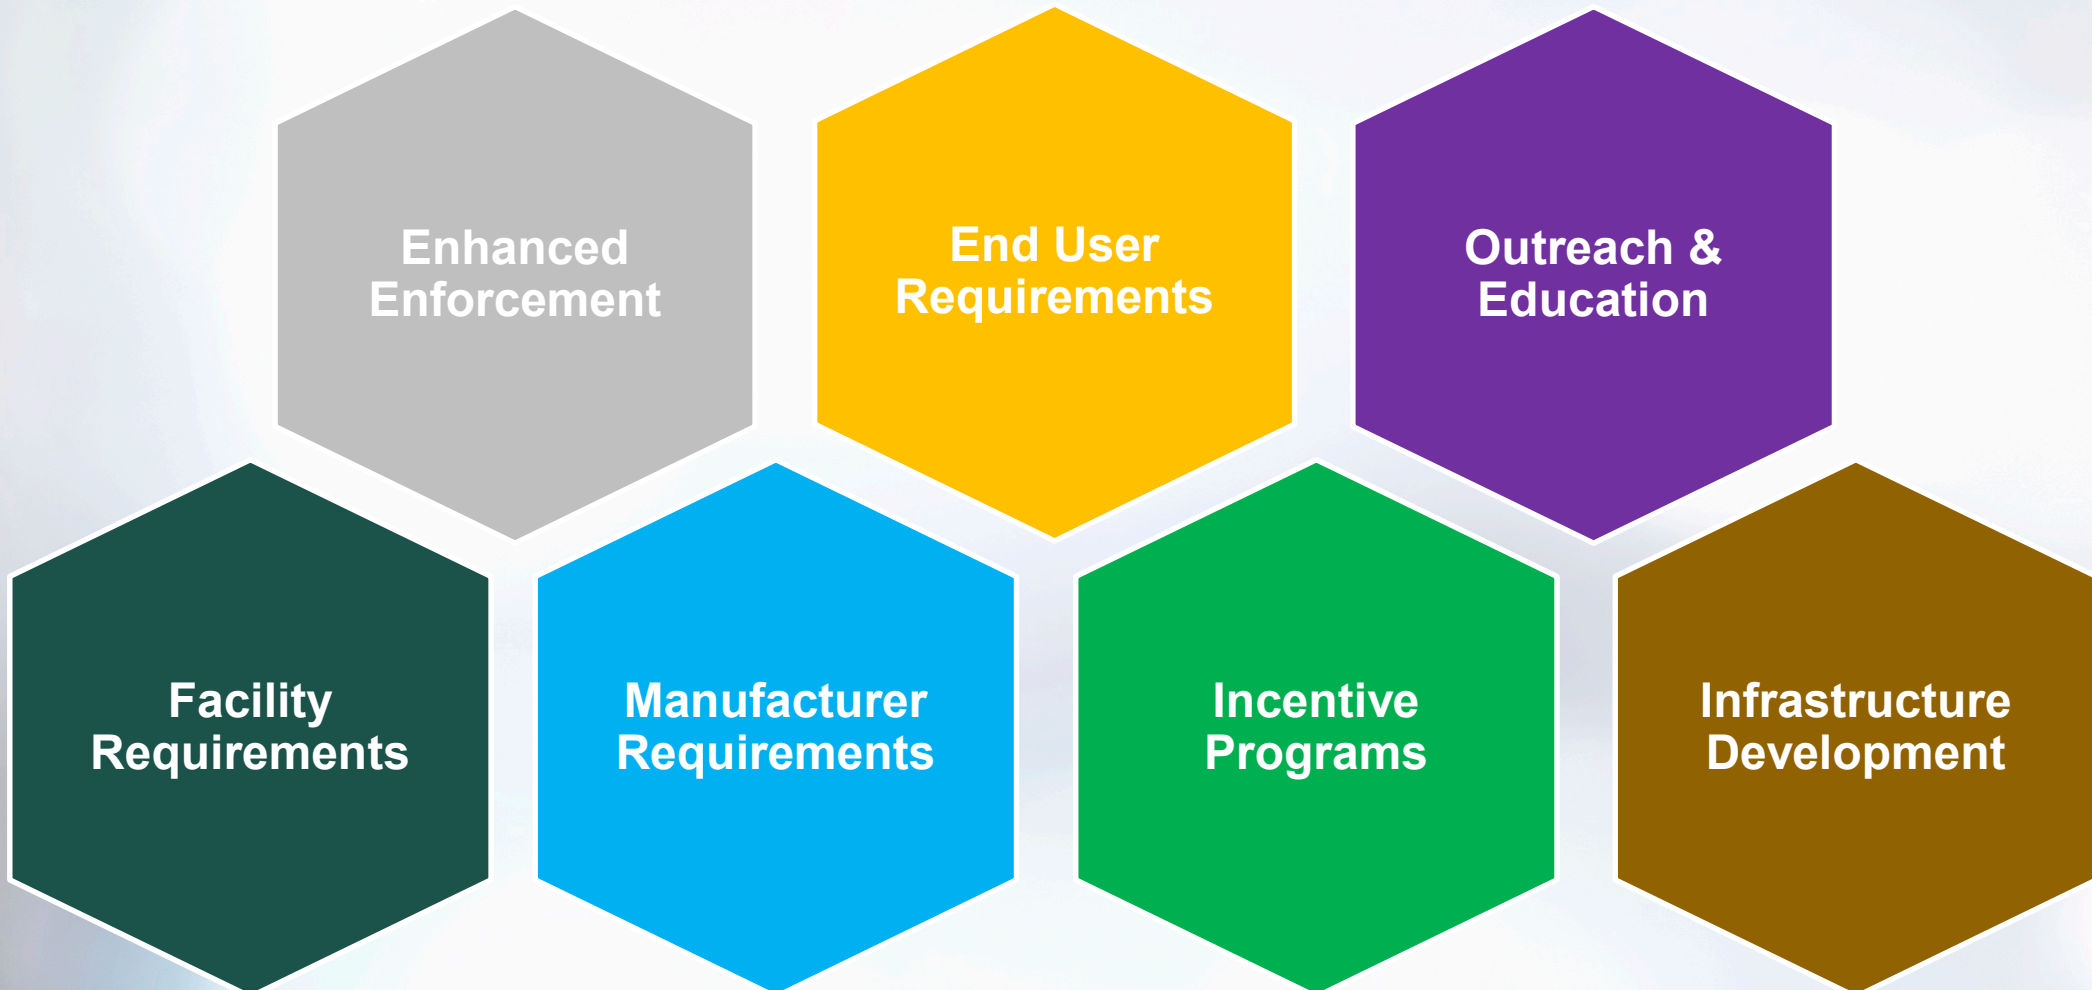 Enhanced
Enforcement
End User
Requirements
Outreach &
Education
Facility
Requirements
Manufacturer
Requirements
Incentive
Programs
Infrastructure
Development